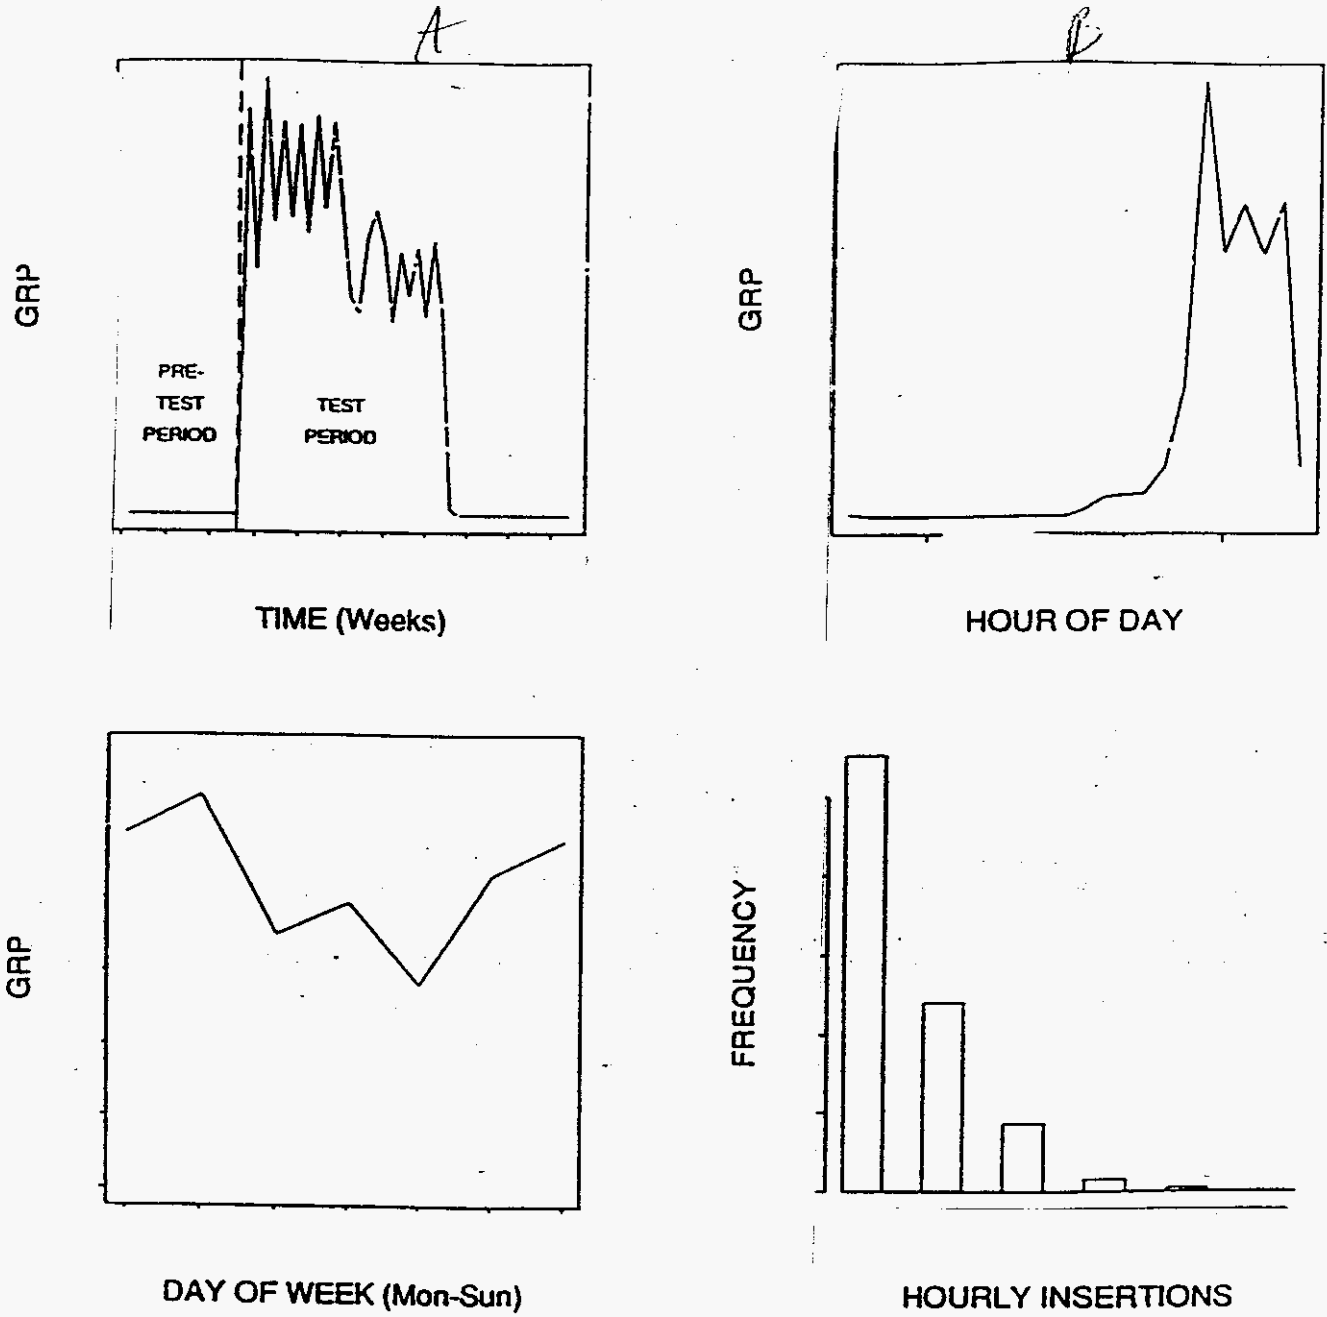 A
B
GRP
PRE-
TEST
PERIOD
TEST
PERIOD
TIME (Weeks)
GRP
HOUR OF DAY
GRP
DAY OF WEEK (Mon-Sun)
FREQUENCY
HOURLY INSERTIONS